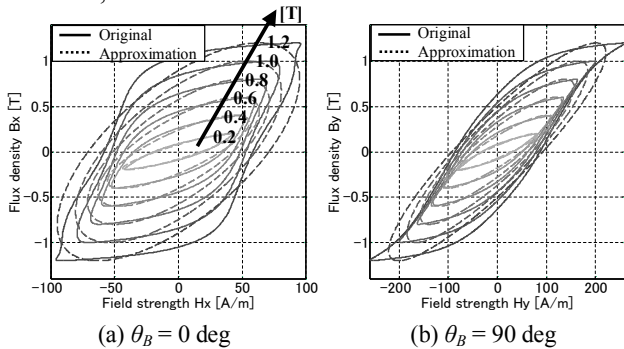 [T]
Original
Approximation
1.2
1.0
0.8
0.6
0.4
0.2
Flux density Bx [T]
1
0.5
0
−0.5
−1
−100
−50
0
50
100
Field strength Hx [A/m]
(a) θB = 0 deg
Original
Approximation
Flux density By [T]
1
0.5
0
−0.5
−1
−200
−100
0
100
200
Field strength Hy [A/m]
(b) θB = 90 deg